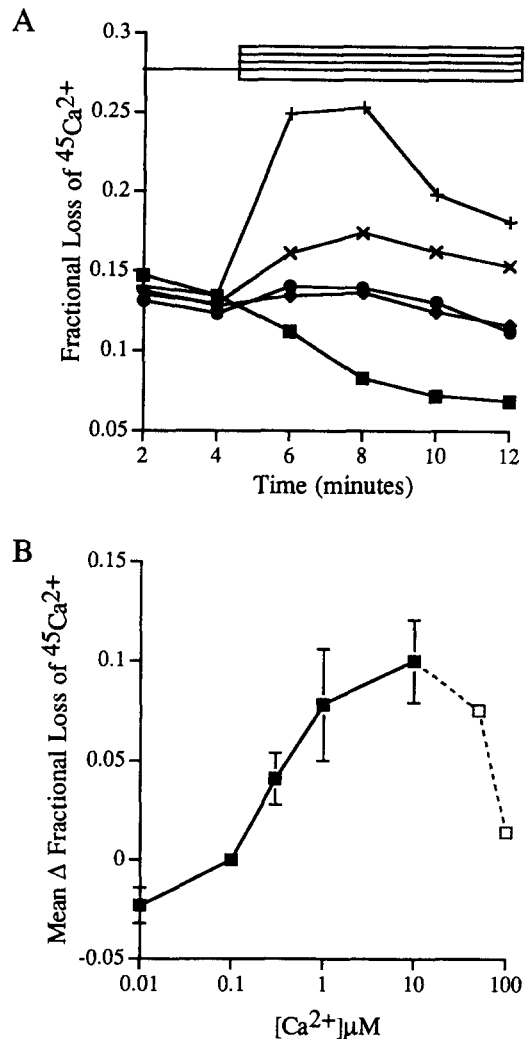 A
Fractional Loss of ⁴⁵Ca²⁺
0.3
0.25
0.2
0.15
0.1
0.05
2 4 6 8 10 12
Time (minutes)
B
Mean Δ Fractional Loss of ⁴⁵Ca²⁺
0.15
0.1
0.05
0
-0.05
0.01 0.1 1 10 100
[Ca²⁺]μM